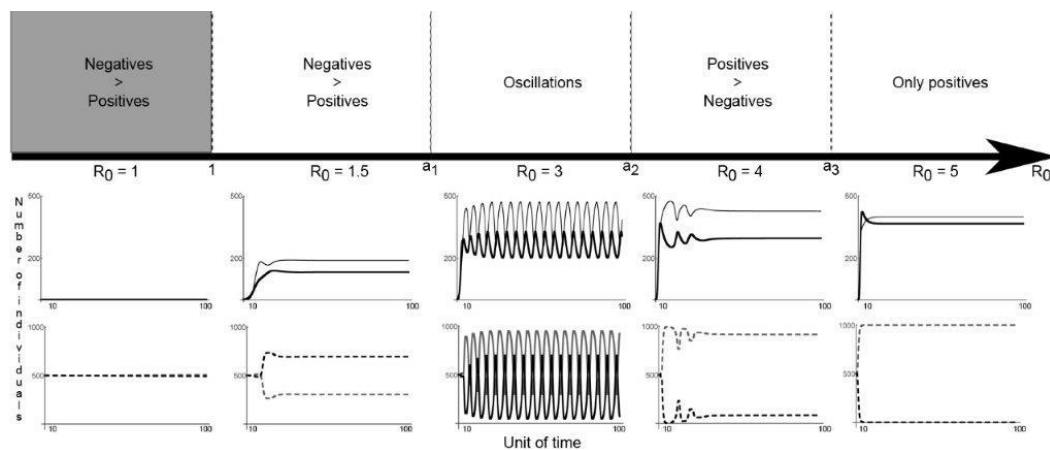 Negatives
>
Positives
Negatives
>
Positives
Oscillations
Positives
>
Negatives
Only positives
R0 = 1
1
R0 = 1.5
a1
R0 = 3
a2
R0 = 4
a3
R0 = 5
R0
Number of individuals
500
200
10
100
500
200
10
100
500
200
10
100
500
200
10
100
500
200
10
100
1000
500
10
100
1000
500
10
100
1000
500
10
100
1000
500
10
100
1000
500
10
100
Unit of time